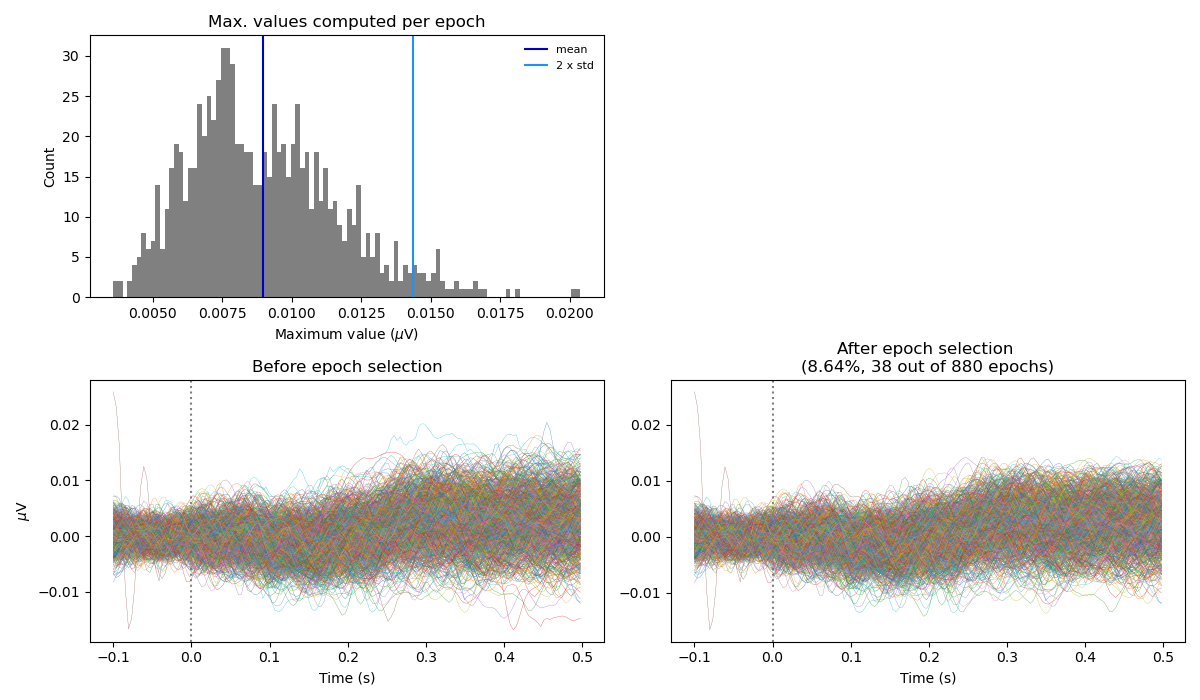 Max. values computed per epoch
mean
2 x std
Count
30
25
20
15
10
5
0
0.0050 0.0075 0.0100 0.0125 0.0150 0.0175 0.0200
Maximum value (μV)
Before epoch selection
μV
0.02
0.01
0.00
−0.01
−0.1 0.0 0.1 0.2 0.3 0.4 0.5
Time (s)
After epoch selection
(8.64%, 38 out of 880 epochs)
0.02
0.01
0.00
−0.01
−0.1 0.0 0.1 0.2 0.3 0.4 0.5
Time (s)